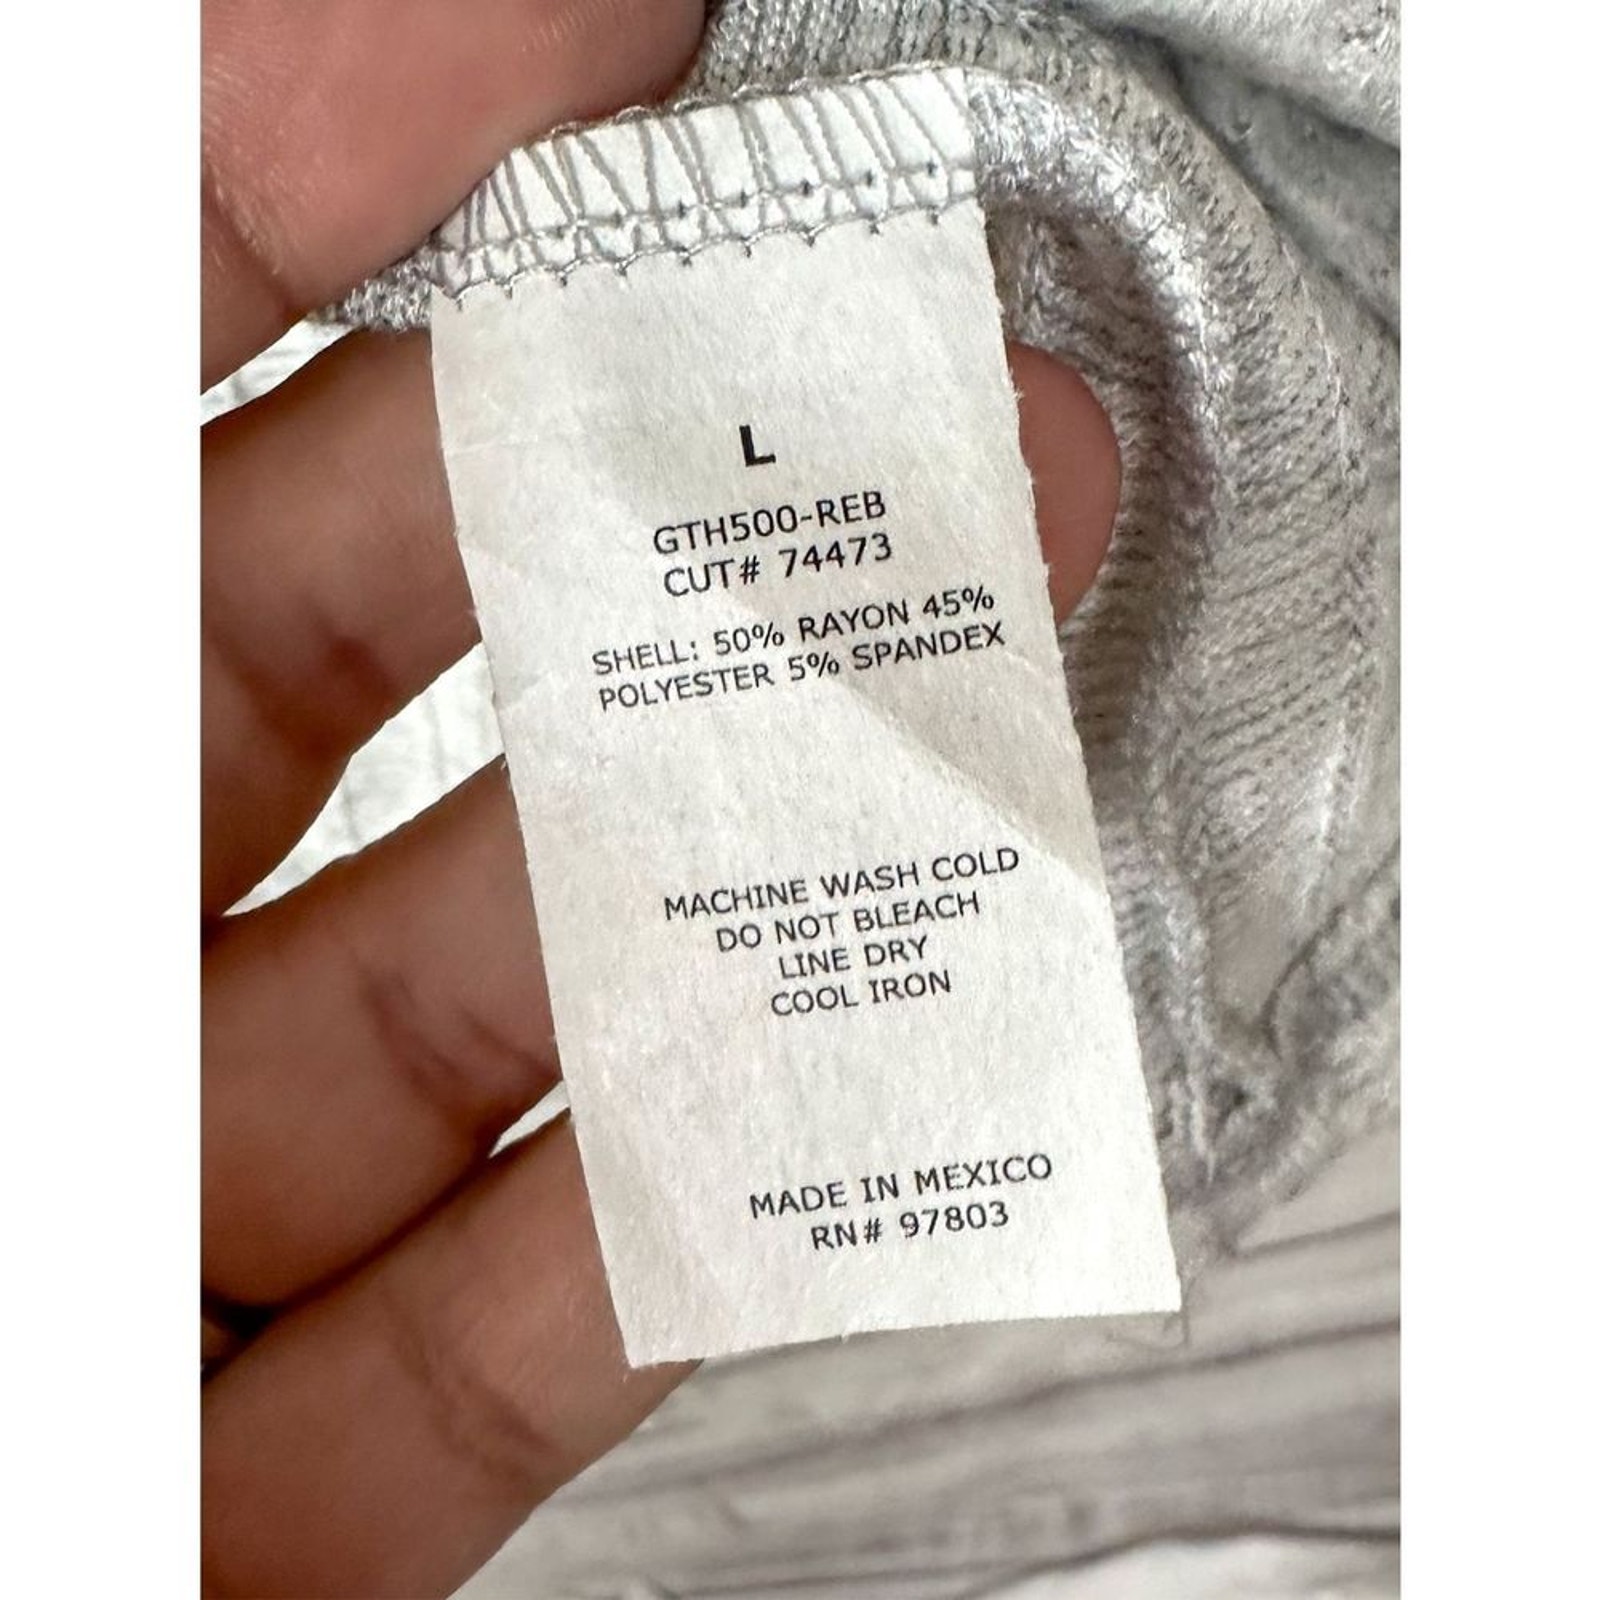 L
GTH500-REB
CUT# 74473
SHELL: 50% RAYON 45%
POLYESTER 5% SPANDEX
MACHINE WASH COLD
DO NOT BLEACH
LINE DRY
COOL IRON
MADE IN MEXICO
RN# 97803